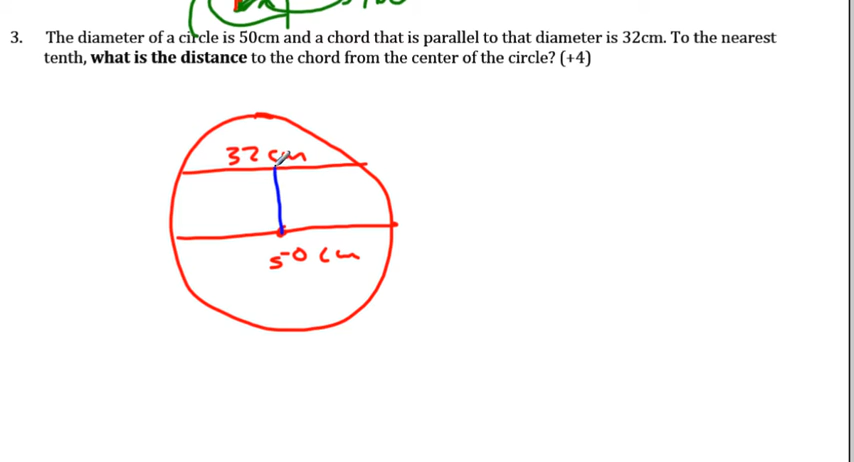 3. The diameter of a circle is 50cm and a chord that is parallel to that diameter is 32cm. To the nearest
tenth, what is the distance to the chord from the center of the circle? (+4)
32 cm
50 cm